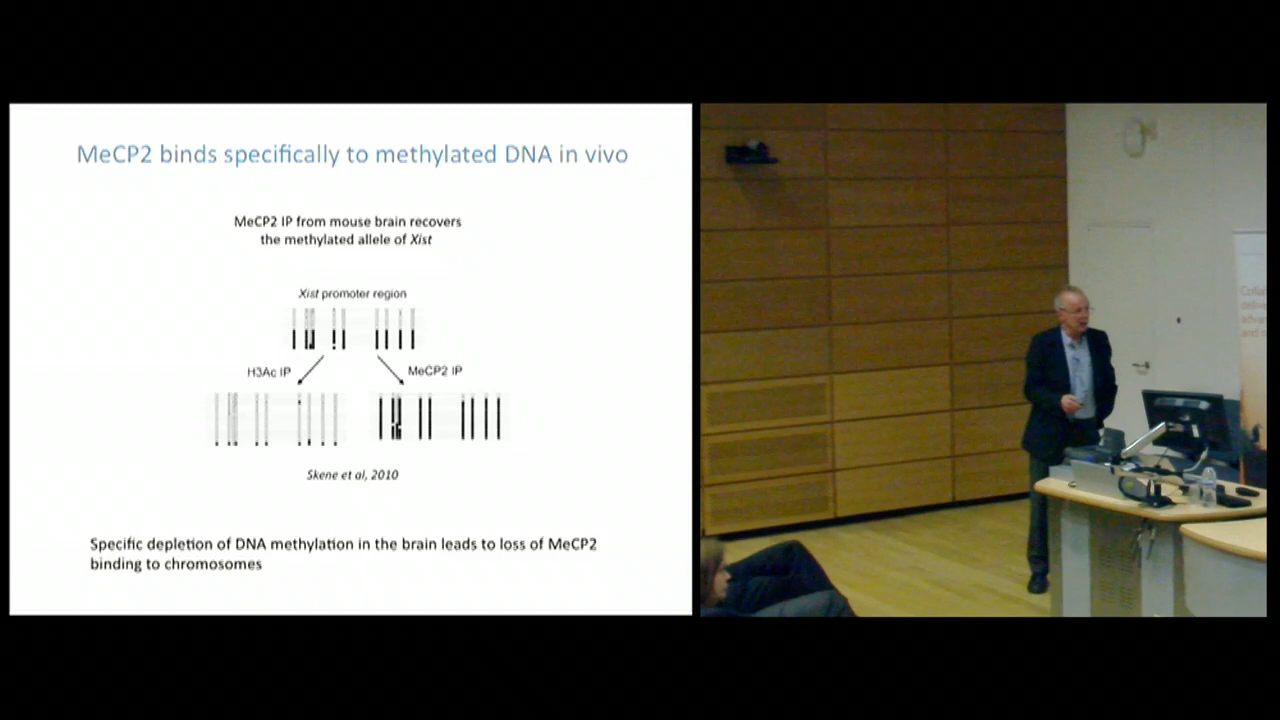 MeCP2 binds specifically to methylated DNA in vivo
MeCP2 IP from mouse brain recovers
the methylated allele of Xist
Xist promoter region
H3Ac IP
MeCP2 IP
Skene et al, 2010
Specific depletion of DNA methylation in the brain leads to loss of MeCP2
binding to chromosomes